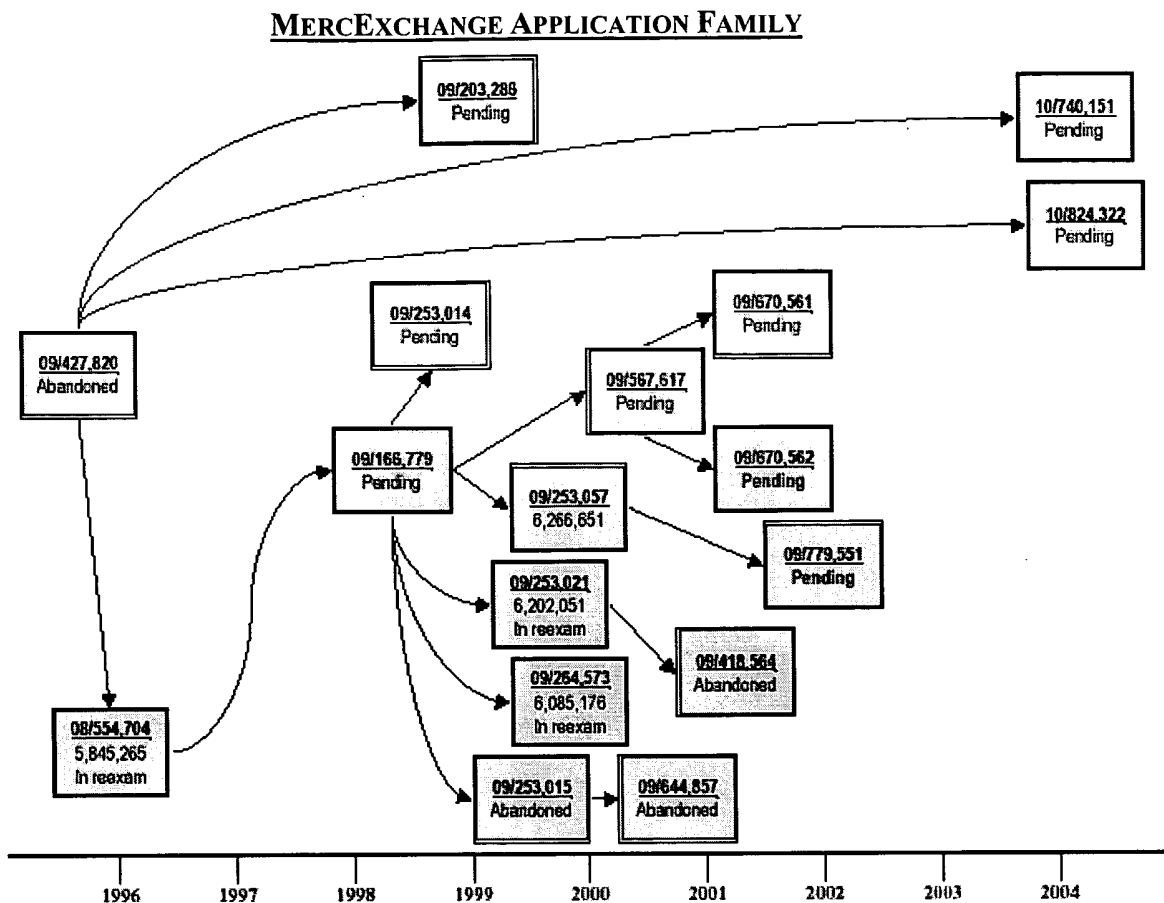 MERCEXCHANGE APPLICATION FAMILY
09/203,286
Pending
10/740,151
Pending
10/824,322
Pending
09/253,014
Pending
09/670,561
Pending
09/427,820
Abandoned
09/567,617
Pending
09/166,779
Pending
09/670,562
Pending
09/253,057
6,266,651
09/779,551
Pending
09/253,021
6,202,051
In reexam
09/418,564
Abandoned
09/264,573
6,085,176
In reexam
08/554,704
5,845,265
In reexam
09/253,015
Abandoned
09/644,857
Abandoned
1996 1997 1998 1999 2000 2001 2002 2003 2004